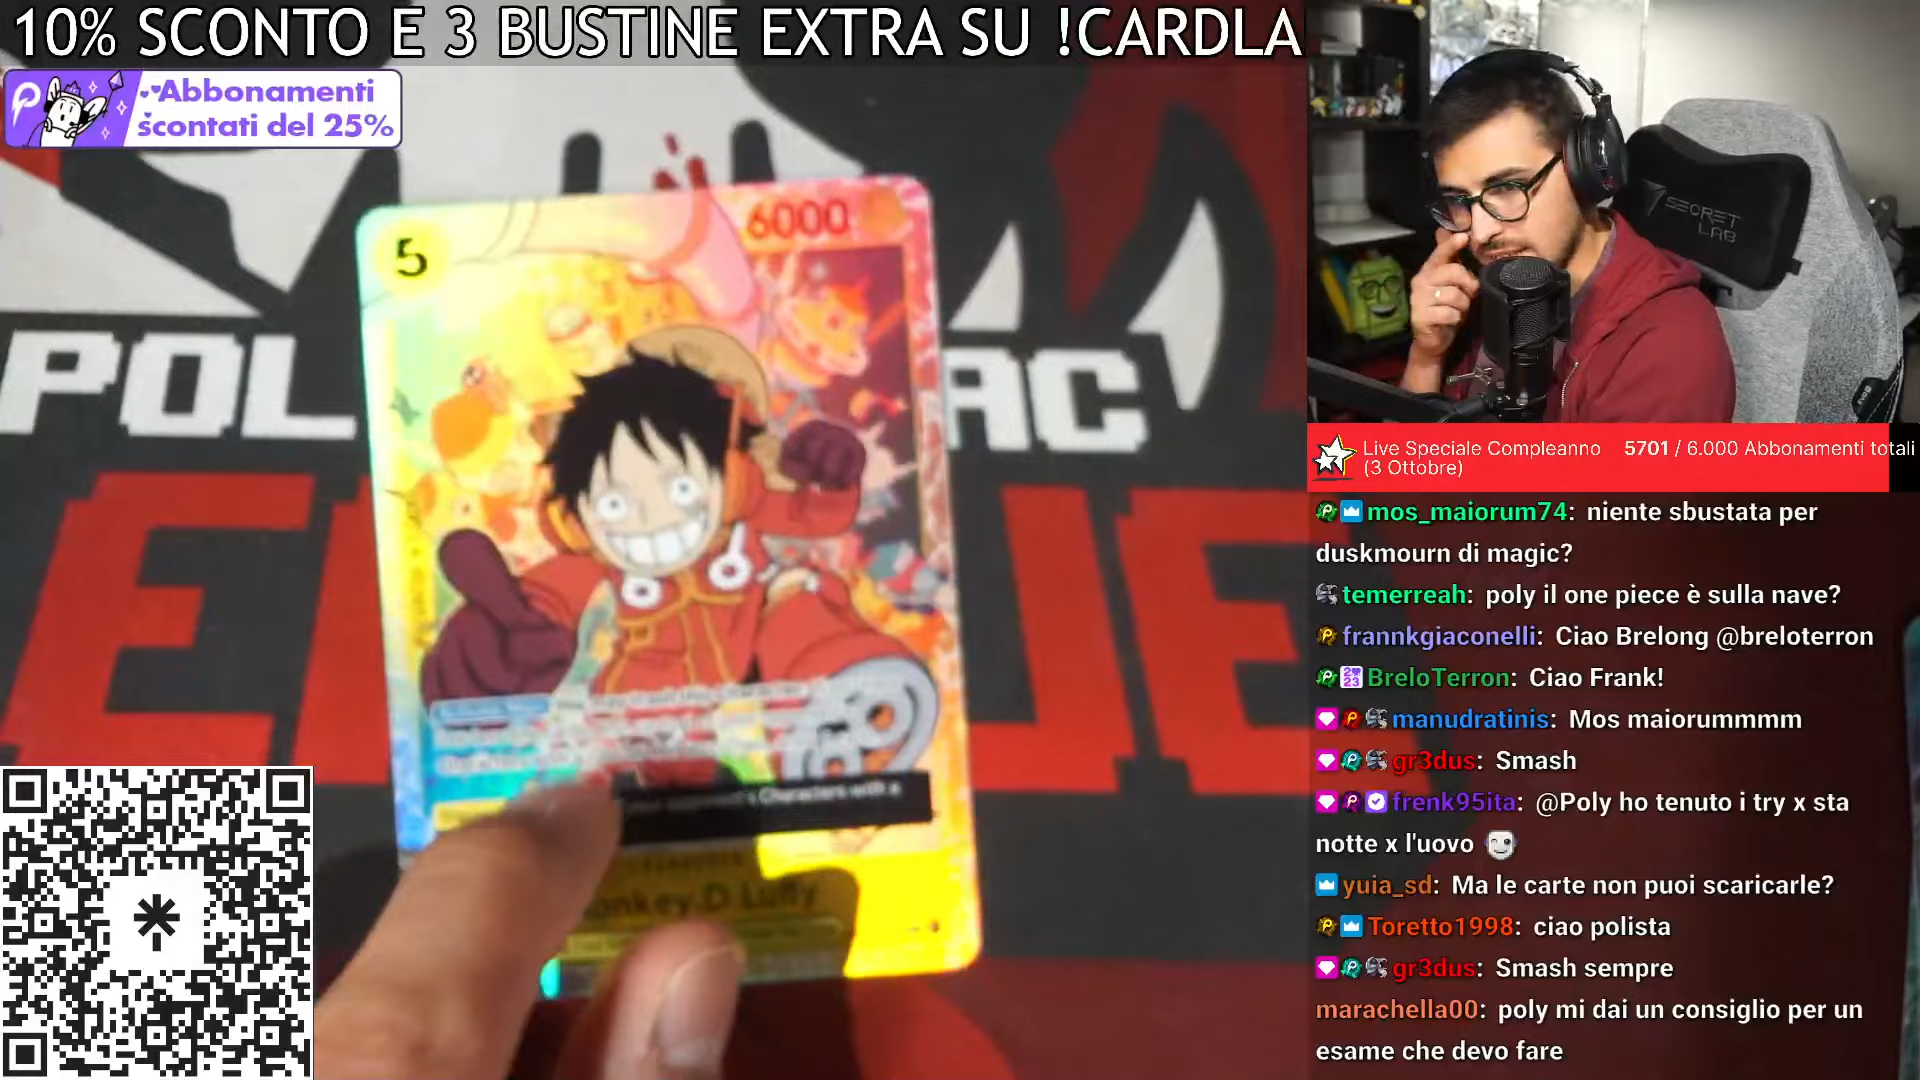 10% SCONTO E 3 BUSTINE EXTRA SU !CARDLA
Abbonamenti
scontati del 25%
5
6000
POL
AC
SECRET
LAB
Live Speciale Compleanno 5701 / 6.000 Abbonamenti totali
(3 Ottobre)
mos_maiorum74: niente sbustata per
duskmourn di magic?
temerreah: poly il one piece è sulla nave?
frannkgiaconelli: Ciao Brelong @breloterron
BreloTerron: Ciao Frank!
manudratinis: Mos maiorummmm
gr3dus: Smash
frenk95ita: @Poly ho tenuto i try x sta
notte x l'uovo
yuia_sd: Ma le carte non puoi scaricarle?
Toretto1998: ciao polista
gr3dus: Smash sempre
marachella00: poly mi dai un consiglio per un
esame che devo fare
Characters with a
onkey.D.Luffy